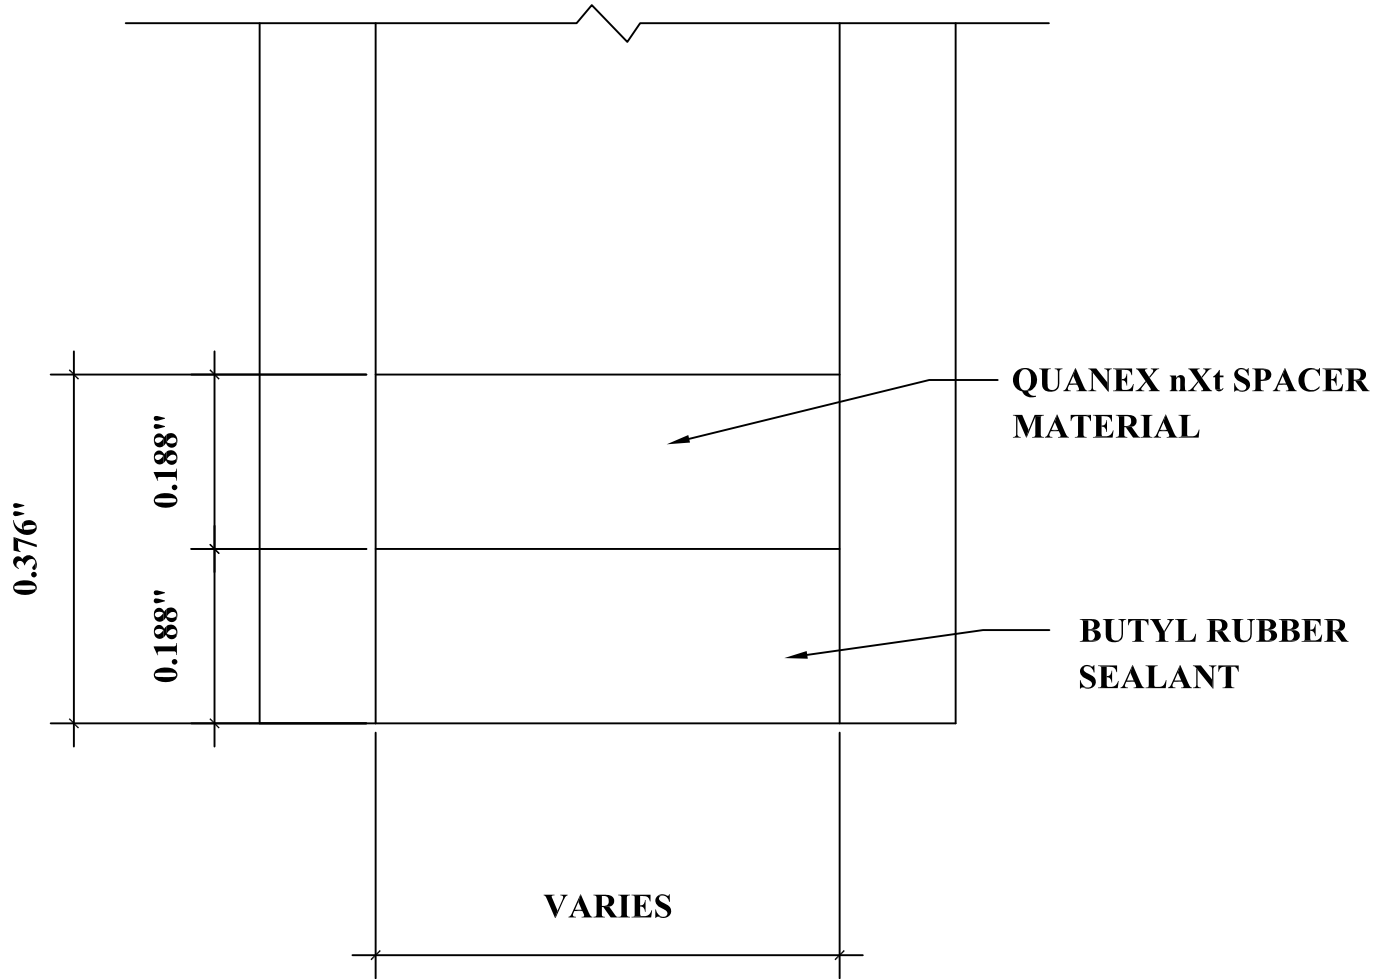 QUANEX nXt SPACER
MATERIAL
0.188"
0.376"
0.188"
BUTYL RUBBER
SEALANT
VARIES